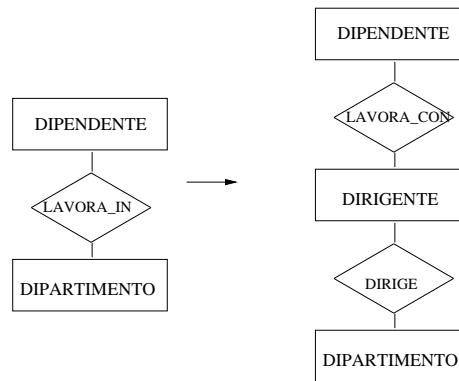 DIPENDENTE
LAVORA_IN
DIPARTIMENTO
DIPENDENTE
LAVORA_CON
DIRIGENTE
DIRIGE
DIPARTIMENTO